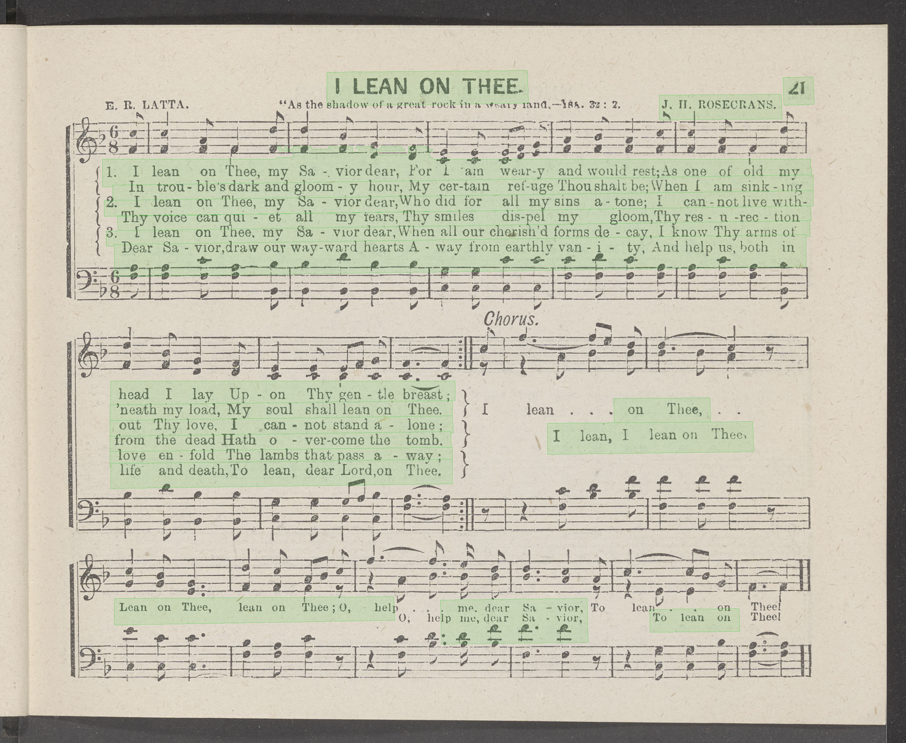 I LEAN ON THEE.
21
E. R. LATTA.
"As the shadow of a great rock in a weary land.—Isa. 32: 2.
J. H. ROSECRANS.
1. I lean on Thee, my Sa - vior dear, For I am wear-y and would rest; As one of old my
In trou-ble's dark and gloom-y hour, My cer-tain ref-uge Thou shalt be; When I am sink-ing
2. I lean on Thee, my Sa - vior dear, Who did for all my sins a-tone; I can-not live with-
Thy voice can qui - et all my fears, Thy smiles dis-pel my gloom, Thy res - u -rec - tion
3. I lean on Thee, my Sa - vior dear, When all our cherish'd forms de - cay, I know Thy arms of
Dear Sa - vior, draw our way-ward hearts A - way from earthly van - i - ty, And help us, both in
Chorus.
head I lay Up - on Thy gen - tle breast;
'neath my load, My soul shall lean on Thee.
out Thy love, I can - not stand a - lone;
from the dead Hath o - ver-come the tomb.
love en - fold The lambs that pass a - way;
life and death, To lean, dear Lord, on Thee.
I lean . . . on Thee, . .
I lean, I lean on Thee.
Lean on Thee, lean on Thee; O, help . . . me, dear Sa - vior, To lean . . . on Thee!
O, help me, dear Sa - vior, To lean on Thee!